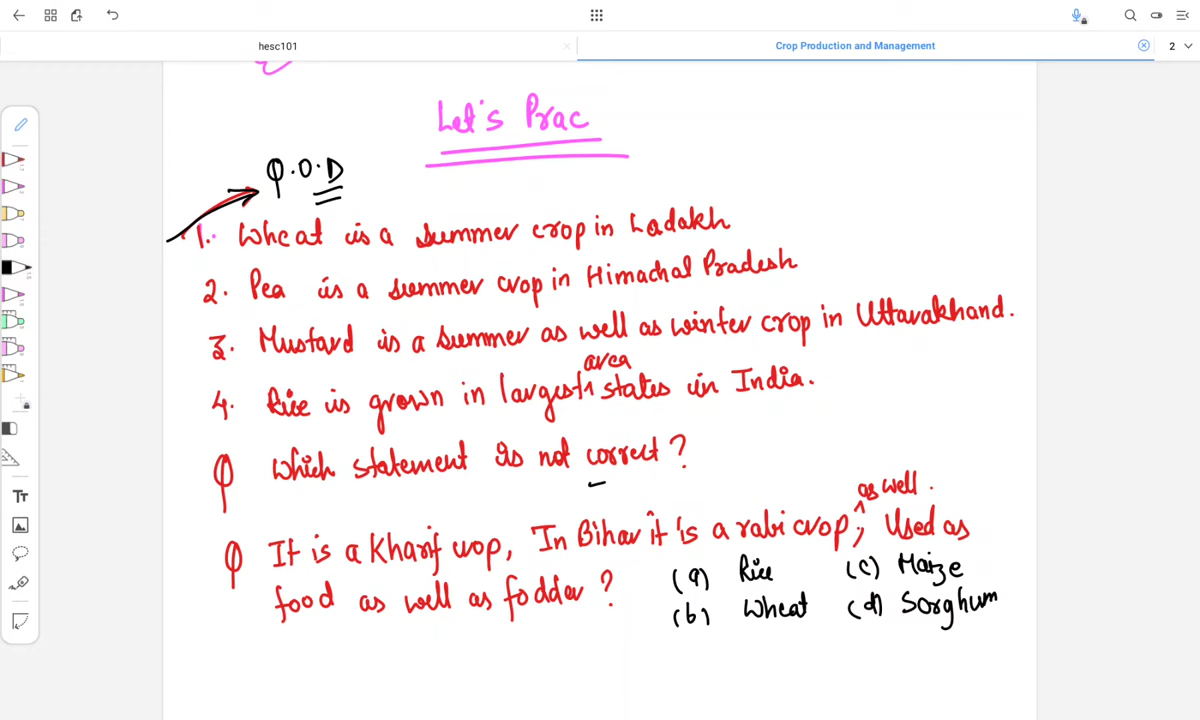 hesc101
Crop Production and Management
2
Let's Prac
Q.O.D
1. Wheat is a summer crop in Ladakh
2. Pea is a summer crop in Himachal Pradesh
3. Mustard is a summer as well as winter crop in Uttarakhand.
area
4. Rice is grown in largest ^ states in India.
Q Which statement is not correct?
as well.
Q It is a Kharif crop, In Bihar it is a rabi crop ^; Used as
food as well as fodder?
(a) Rice (c) Maize
(b) Wheat (d) Sorghum
TT